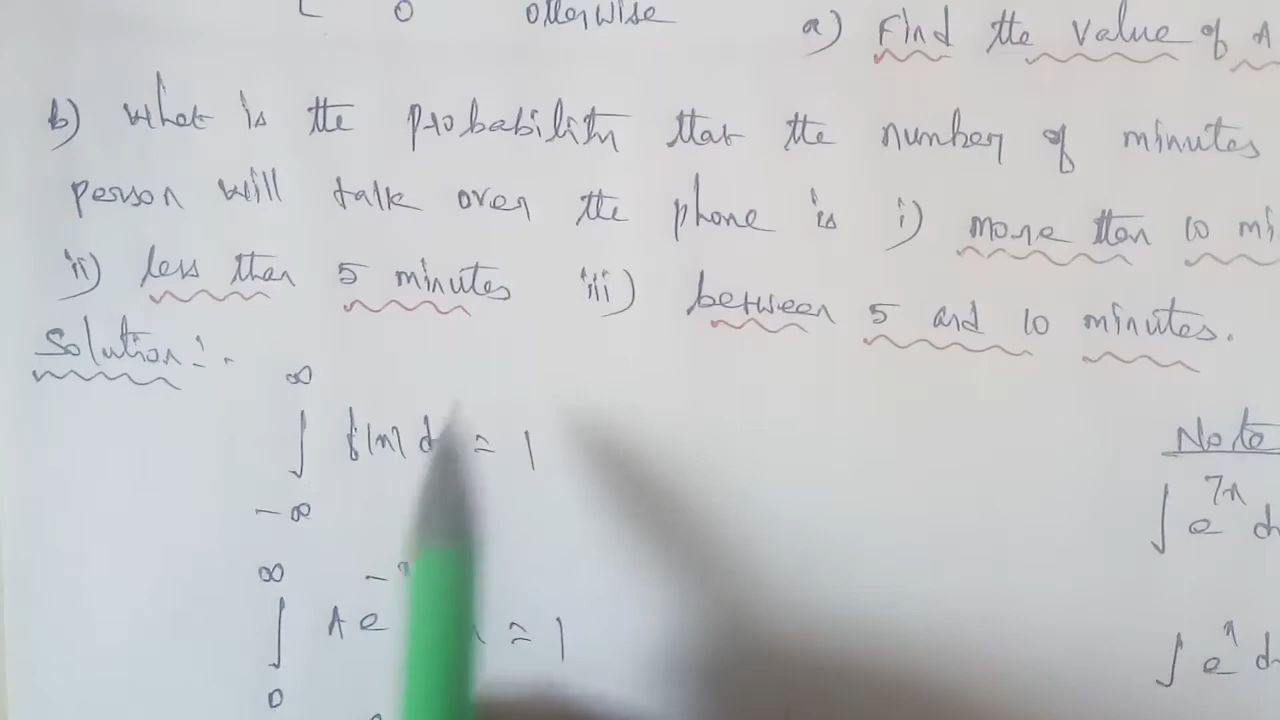 0 otherwise
a) Find the value of A
b) what is the probability that the number of minutes
person will talk over the phone is i) more than 10 mi
ii) less than 5 minutes iii) between 5 and 10 minutes.
Solution:-
∞
∫ f(x) d = 1
-∞
Note
∫ e^7x d
∞
∫ A e^- = 1
0
∫ e^x d